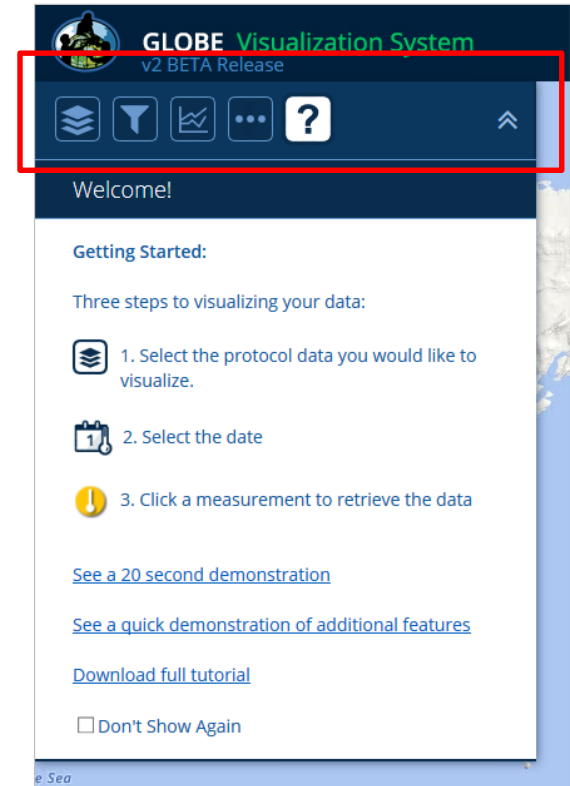 GLOBE Visualization System
v2 BETA Release
?
Welcome!
Getting Started:
Three steps to visualizing your data:
1. Select the protocol data you would like to
visualize.
1
2. Select the date
3. Click a measurement to retrieve the data
See a 20 second demonstration
See a quick demonstration of additional features
Download full tutorial
Don't Show Again
e Sea